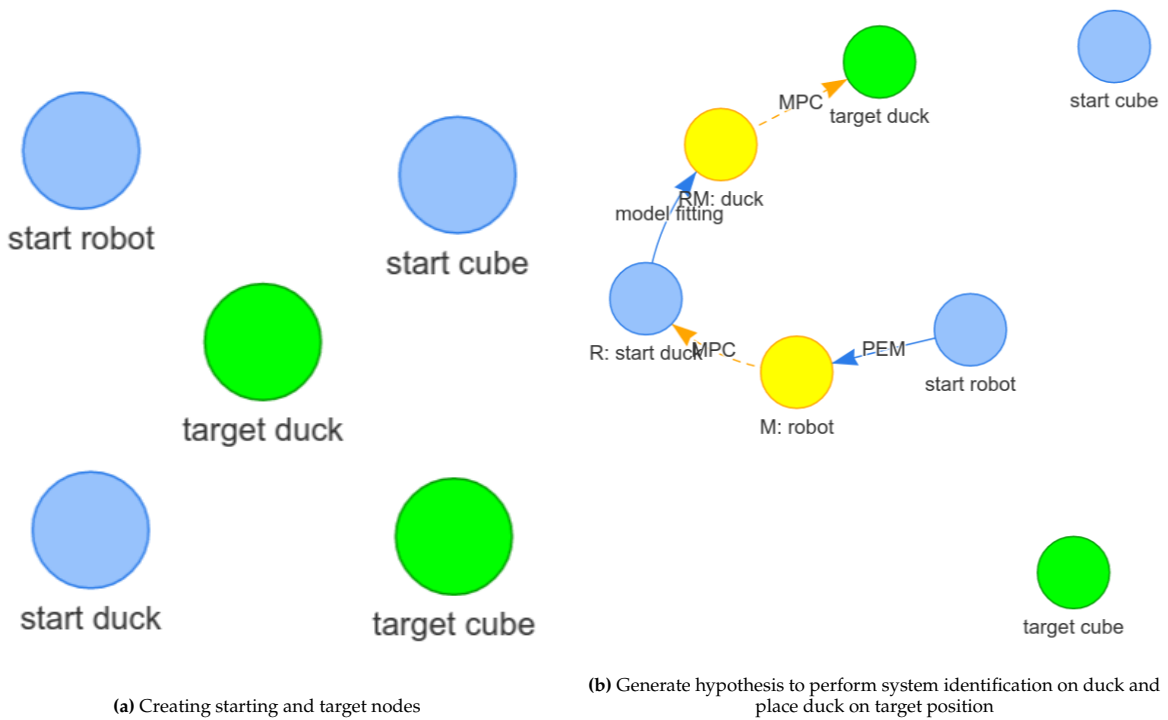 start robot
start cube
target duck
start duck
target cube
(a) Creating starting and target nodes
start cube
MPC
target duck
RM: duck
model fitting
R: start duck
MPC
PEM
start robot
M: robot
target cube
(b) Generate hypothesis to perform system identification on duck and
place duck on target position